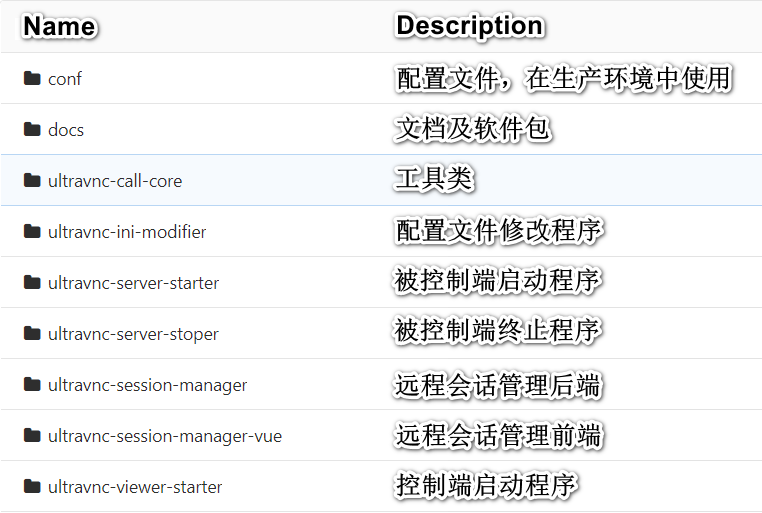 Name Description
conf 配置文件，在生产环境中使用
docs 文档及软件包
ultravnc-call-core 工具类
ultravnc-ini-modifier 配置文件修改程序
ultravnc-server-starter 被控制端启动程序
ultravnc-server-stoper 被控制端终止程序
ultravnc-session-manager 远程会话管理后端
ultravnc-session-manager-vue 远程会话管理前端
ultravnc-viewer-starter 控制端启动程序